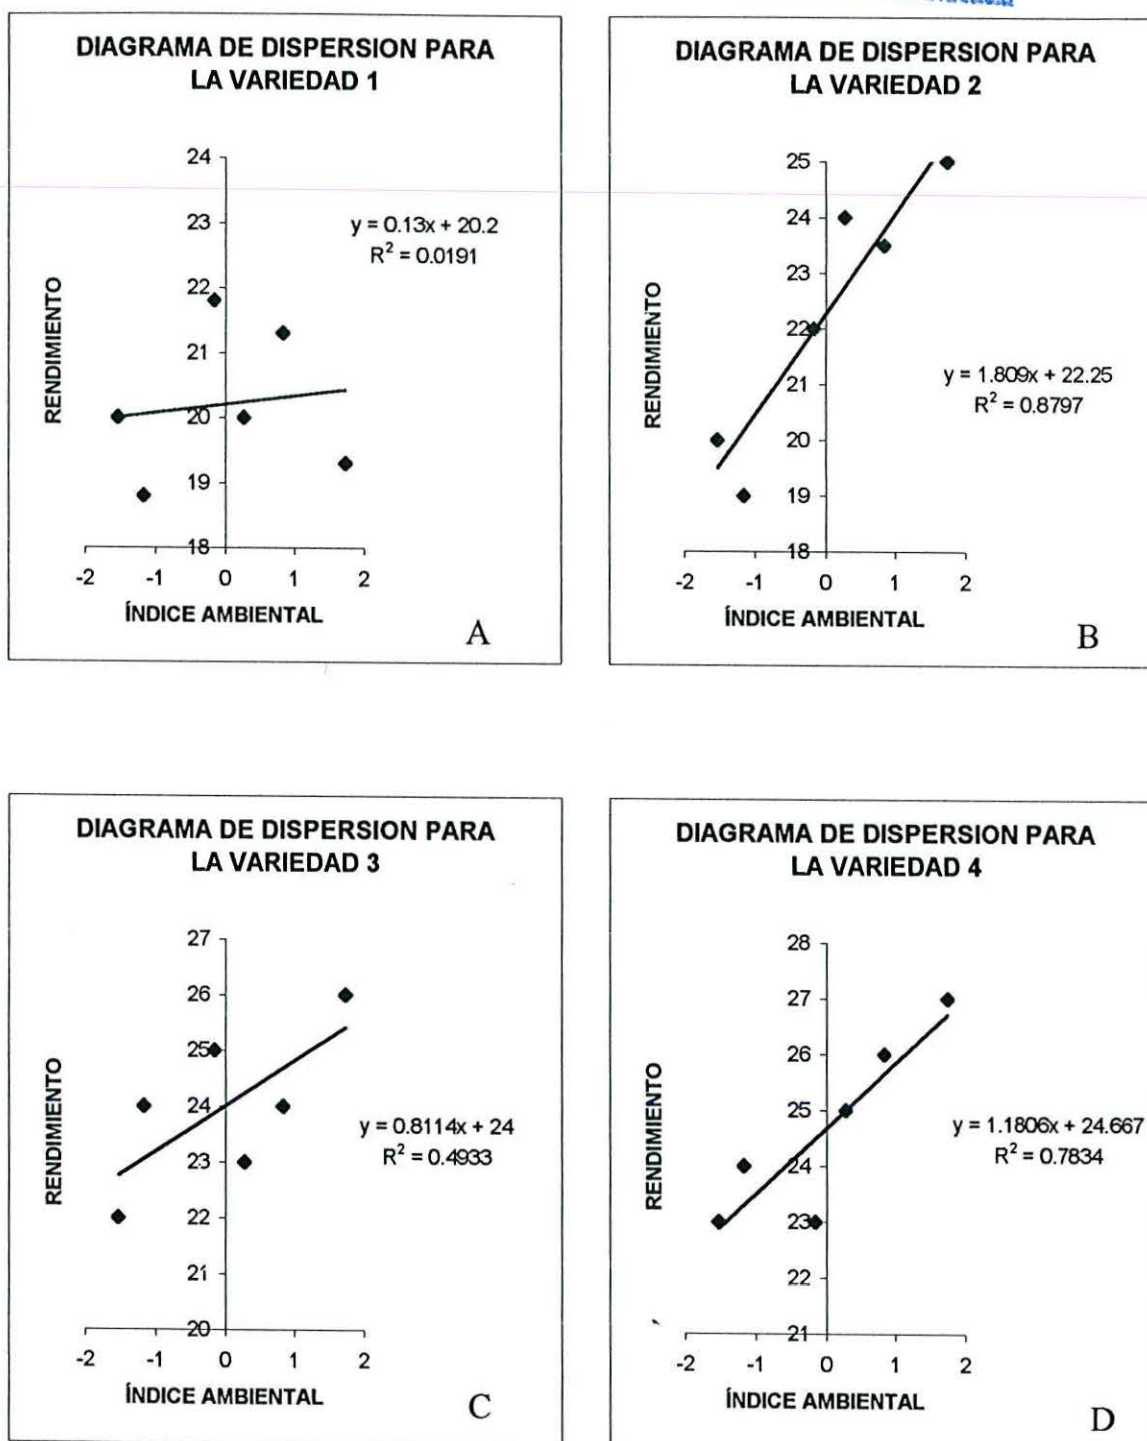 DIAGRAMA DE DISPERSION PARA
LA VARIEDAD 1
24
23
22
21
20
19
18
y = 0.13x + 20.2
R² = 0.0191
RENDIMIENTO
-2 -1 0 1 2
ÍNDICE AMBIENTAL
A
DIAGRAMA DE DISPERSION PARA
LA VARIEDAD 2
25
24
23
22
21
20
19
18
y = 1.809x + 22.25
R² = 0.8797
RENDIMIENTO
-2 -1 0 1 2
ÍNDICE AMBIENTAL
B
DIAGRAMA DE DISPERSION PARA
LA VARIEDAD 3
27
26
25
24
23
22
21
20
y = 0.8114x + 24
R² = 0.4933
RENDIMIENTO
-2 -1 0 1 2
ÍNDICE AMBIENTAL
C
DIAGRAMA DE DISPERSION PARA
LA VARIEDAD 4
28
27
26
25
24
23
22
21
y = 1.1806x + 24.667
R² = 0.7834
RENDIMIENTO
-2 -1 0 1 2
ÍNDICE AMBIENTAL
D